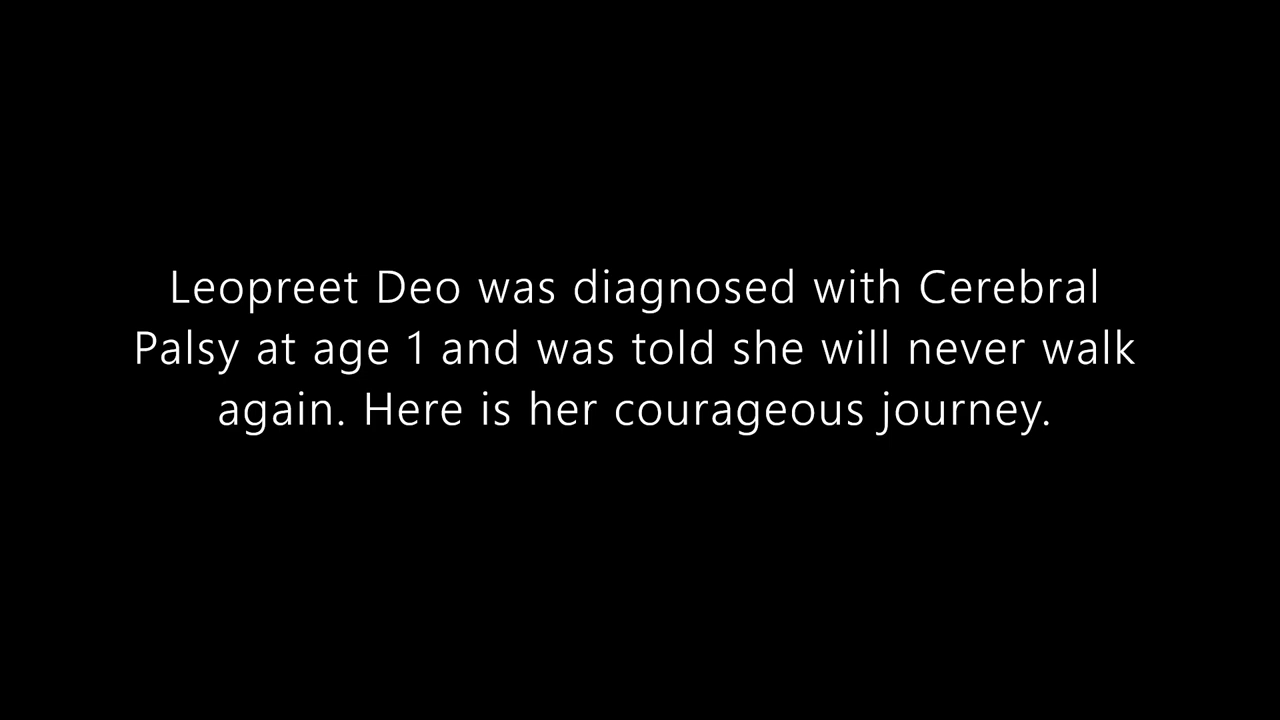 Leopreet Deo was diagnosed with Cerebral
Palsy at age 1 and was told she will never walk
again. Here is her courageous journey.